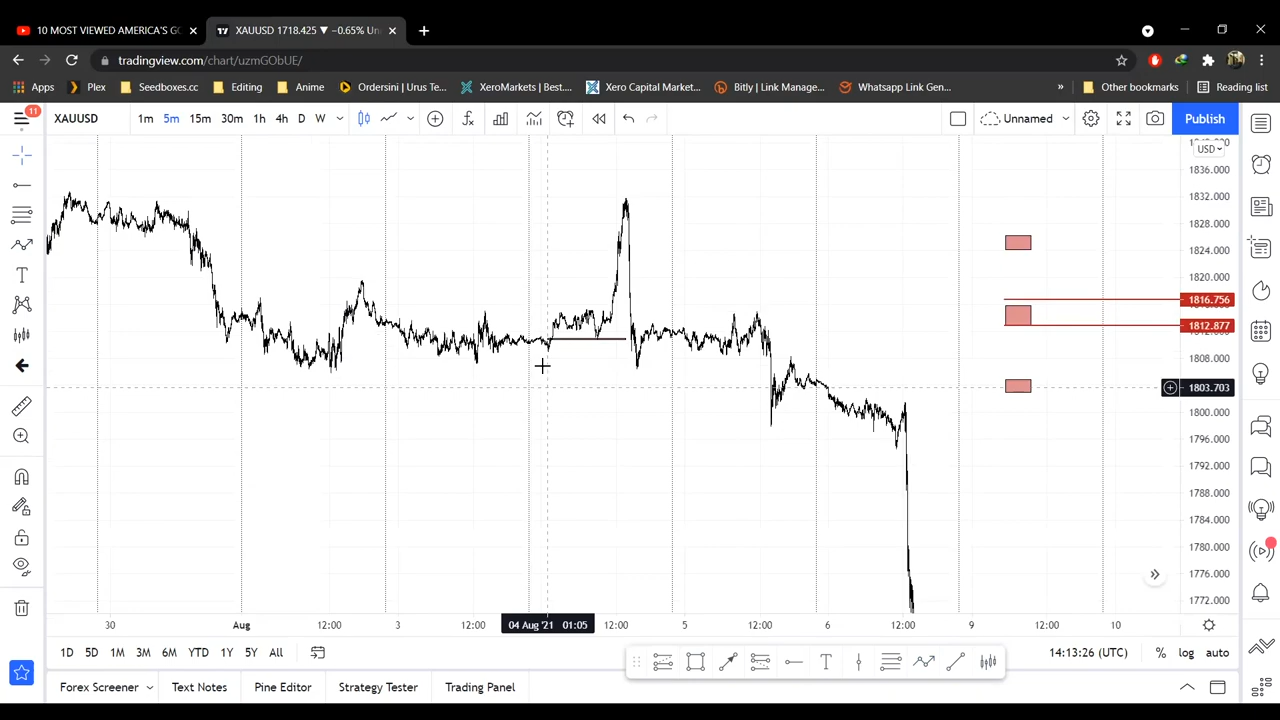 10 MOST VIEWED AMERICA'S GO
XAUUSD 1718.425 ▼ −0.65% Un
tradingview.com/chart/uzmGObUE/
Apps Plex Seedboxes.cc Editing Anime Ordersini | Urus Te... XeroMarkets | Best... Xero Capital Market... Bitly | Link Manage... Whatsapp Link Gen... » Other bookmarks Reading list
11
XAUUSD 1m 5m 15m 30m 1h 4h D W Unnamed Publish
USD
1836.000
1832.000
1828.000
1824.000
1820.000
1816.756
1812.877
1808.000
1803.703
1800.000
1796.000
1792.000
1788.000
1784.000
1780.000
1776.000
1772.000
30 Aug 12:00 3 12:00 04 Aug '21 01:05 12:00 5 12:00 6 12:00 9 12:00 10
1D 5D 1M 3M 6M YTD 1Y 5Y All 14:13:26 (UTC) % log auto
Forex Screener Text Notes Pine Editor Strategy Tester Trading Panel